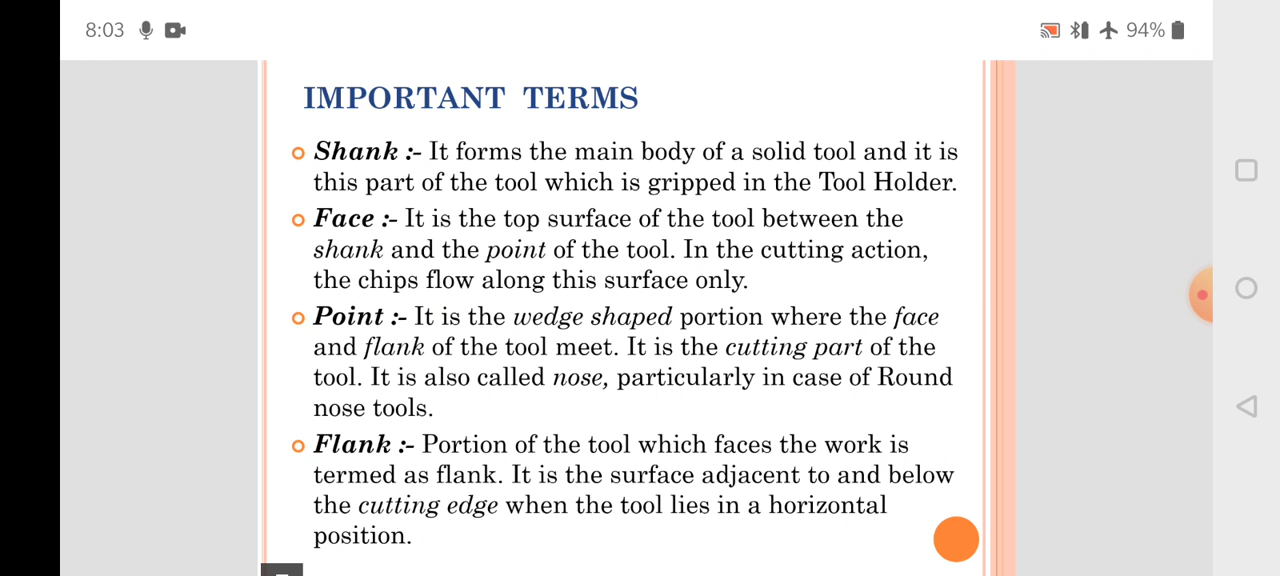 8:03
94%
IMPORTANT TERMS
Shank :- It forms the main body of a solid tool and it is
this part of the tool which is gripped in the Tool Holder.
Face :- It is the top surface of the tool between the
shank and the point of the tool. In the cutting action,
the chips flow along this surface only.
Point :- It is the wedge shaped portion where the face
and flank of the tool meet. It is the cutting part of the
tool. It is also called nose, particularly in case of Round
nose tools.
Flank :- Portion of the tool which faces the work is
termed as flank. It is the surface adjacent to and below
the cutting edge when the tool lies in a horizontal
position.